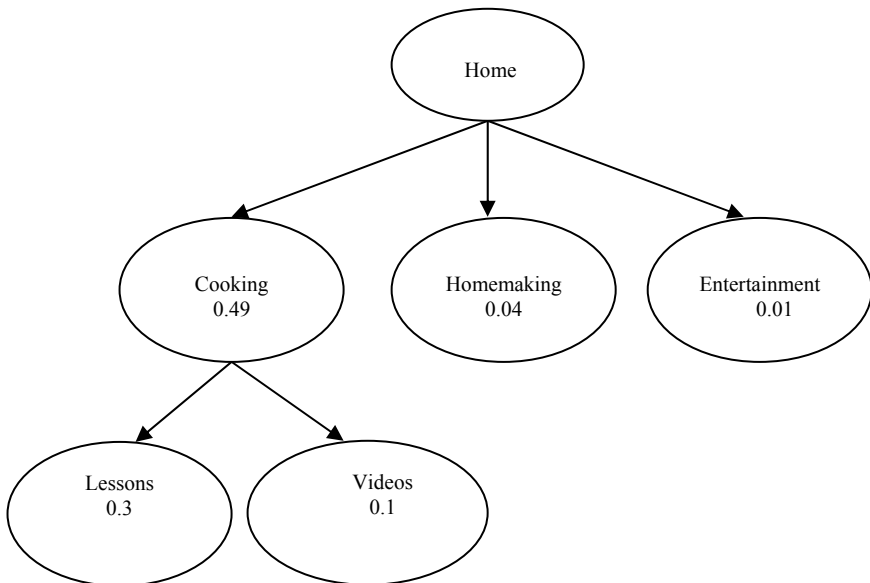 Home
Cooking
0.49
Homemaking
0.04
Entertainment
0.01
Lessons
0.3
Videos
0.1